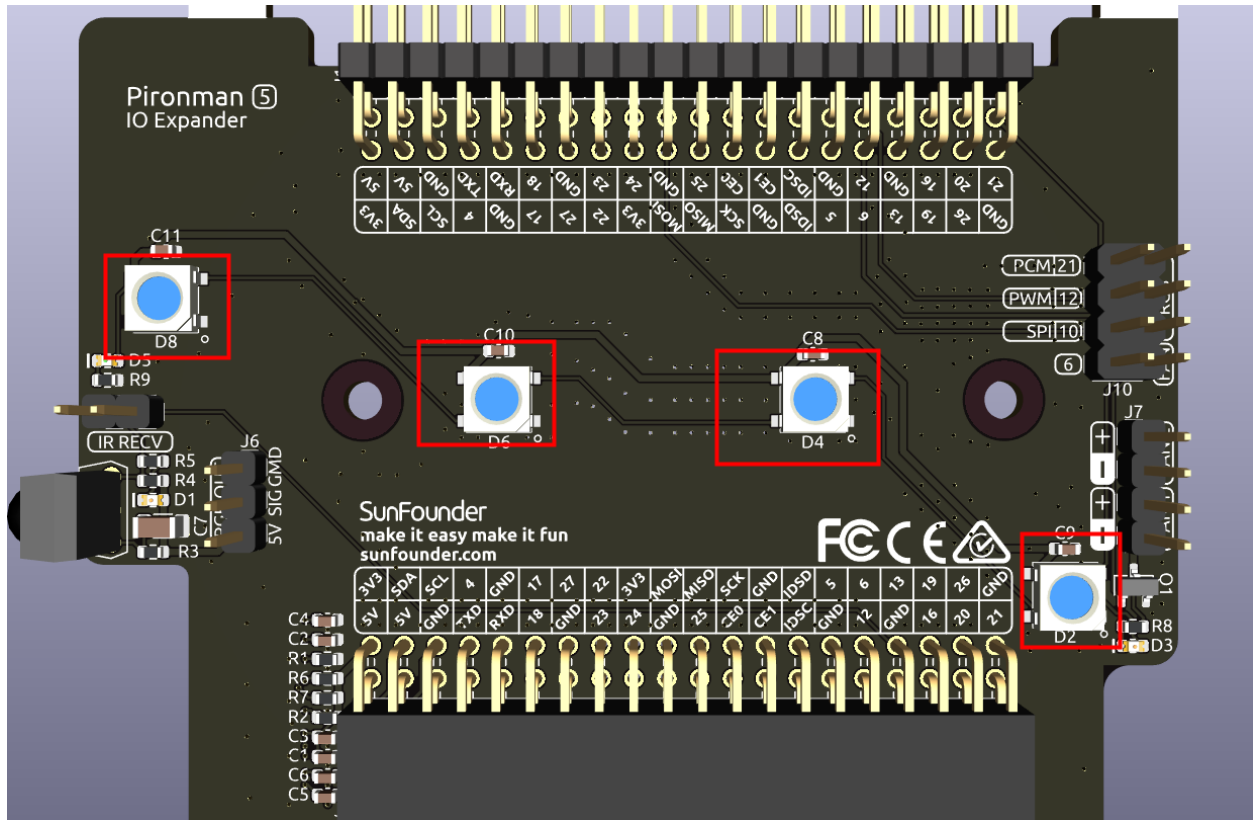 Pironman 5
IO Expander
5V 5V GND TXD RXD 18 GND 23 24 GND 25 CEC CE1 IDSC GND 12 GND 16 20 21
3V3 SDA SCL 4 GND 17 27 22 3V3 MOSI MISO SCK GND IDSD 5 6 13 19 26 GND
C11
D8
PCM 21
PWM 12
SPI 10
6
J10
C10
D6
C8
D4
D5
R9
IR RECV
J6
R5
R4
D1
C7
R3
GND
SIG
5V
J7
+
-
+
-
SunFounder
make it easy make it fun
sunfounder.com
FC CE
C9
D2
Q1
R8
D3
3V3 SDA SCL 4 GND 17 27 22 3V3 MOSI MISO SCK GND IDSD 5 6 13 19 26 GND
5V 5V GND TXD RXD 18 GND 23 24 GND 25 CE0 CE1 IDSC GND 12 GND 16 20 21
C4
C2
R1
R6
R7
R2
C3
C1
C6
C5